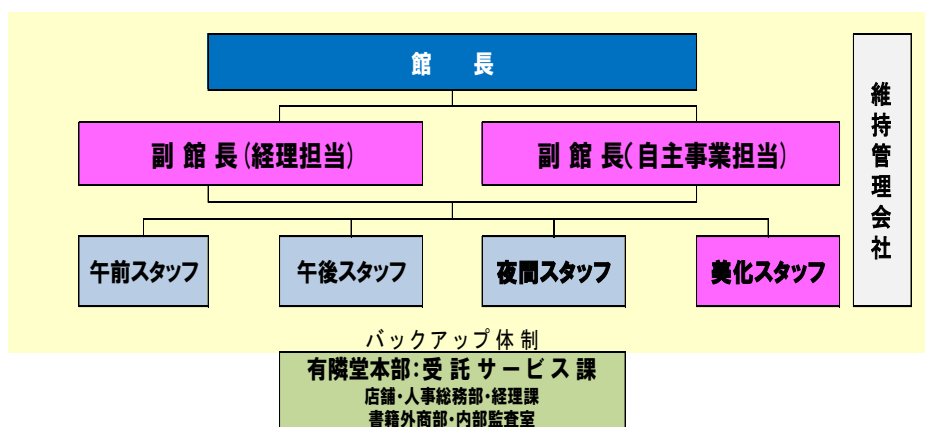 館 長
維持管理会社
副 館 長(経理担当)
副 館 長(自主事業担当)
午前スタッフ
午後スタッフ
夜間スタッフ
美化スタッフ
バックアップ体制
有隣堂本部:受託サービス課
店舗・人事総務部・経理課
書籍外商部・内部監査室